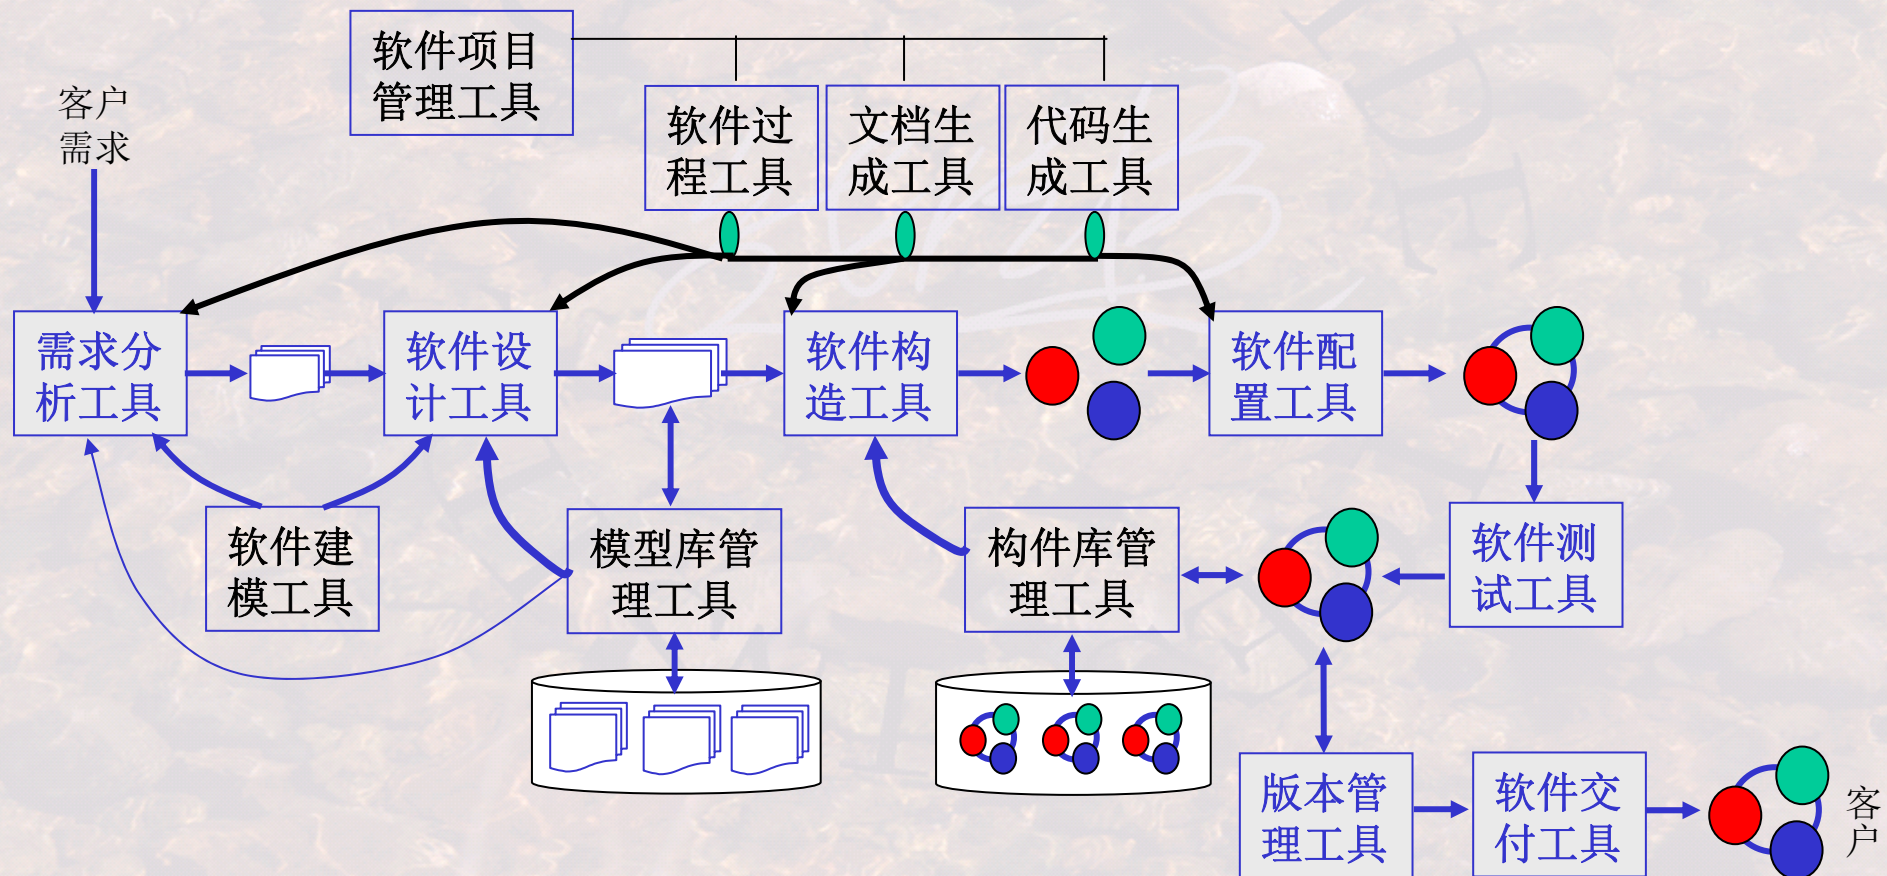 软件项目
管理工具
客户
需求
软件过
程工具
文档生
成工具
代码生
成工具
需求分
析工具
软件设
计工具
软件构
造工具
软件配
置工具
软件建
模工具
模型库管
理工具
构件库管
理工具
软件测
试工具
版本管
理工具
软件交
付工具
客
户